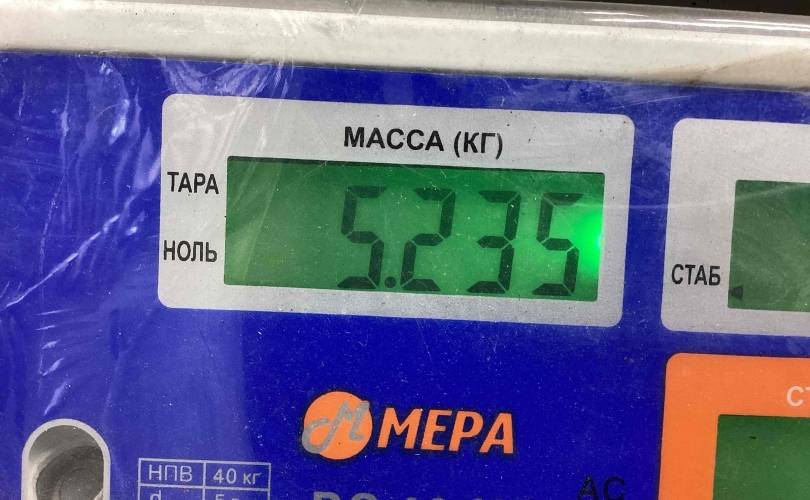 МАССА (КГ)
ТАРА
5.235
НОЛЬ
СТАБ
МЕРА
НПВ 40 кг